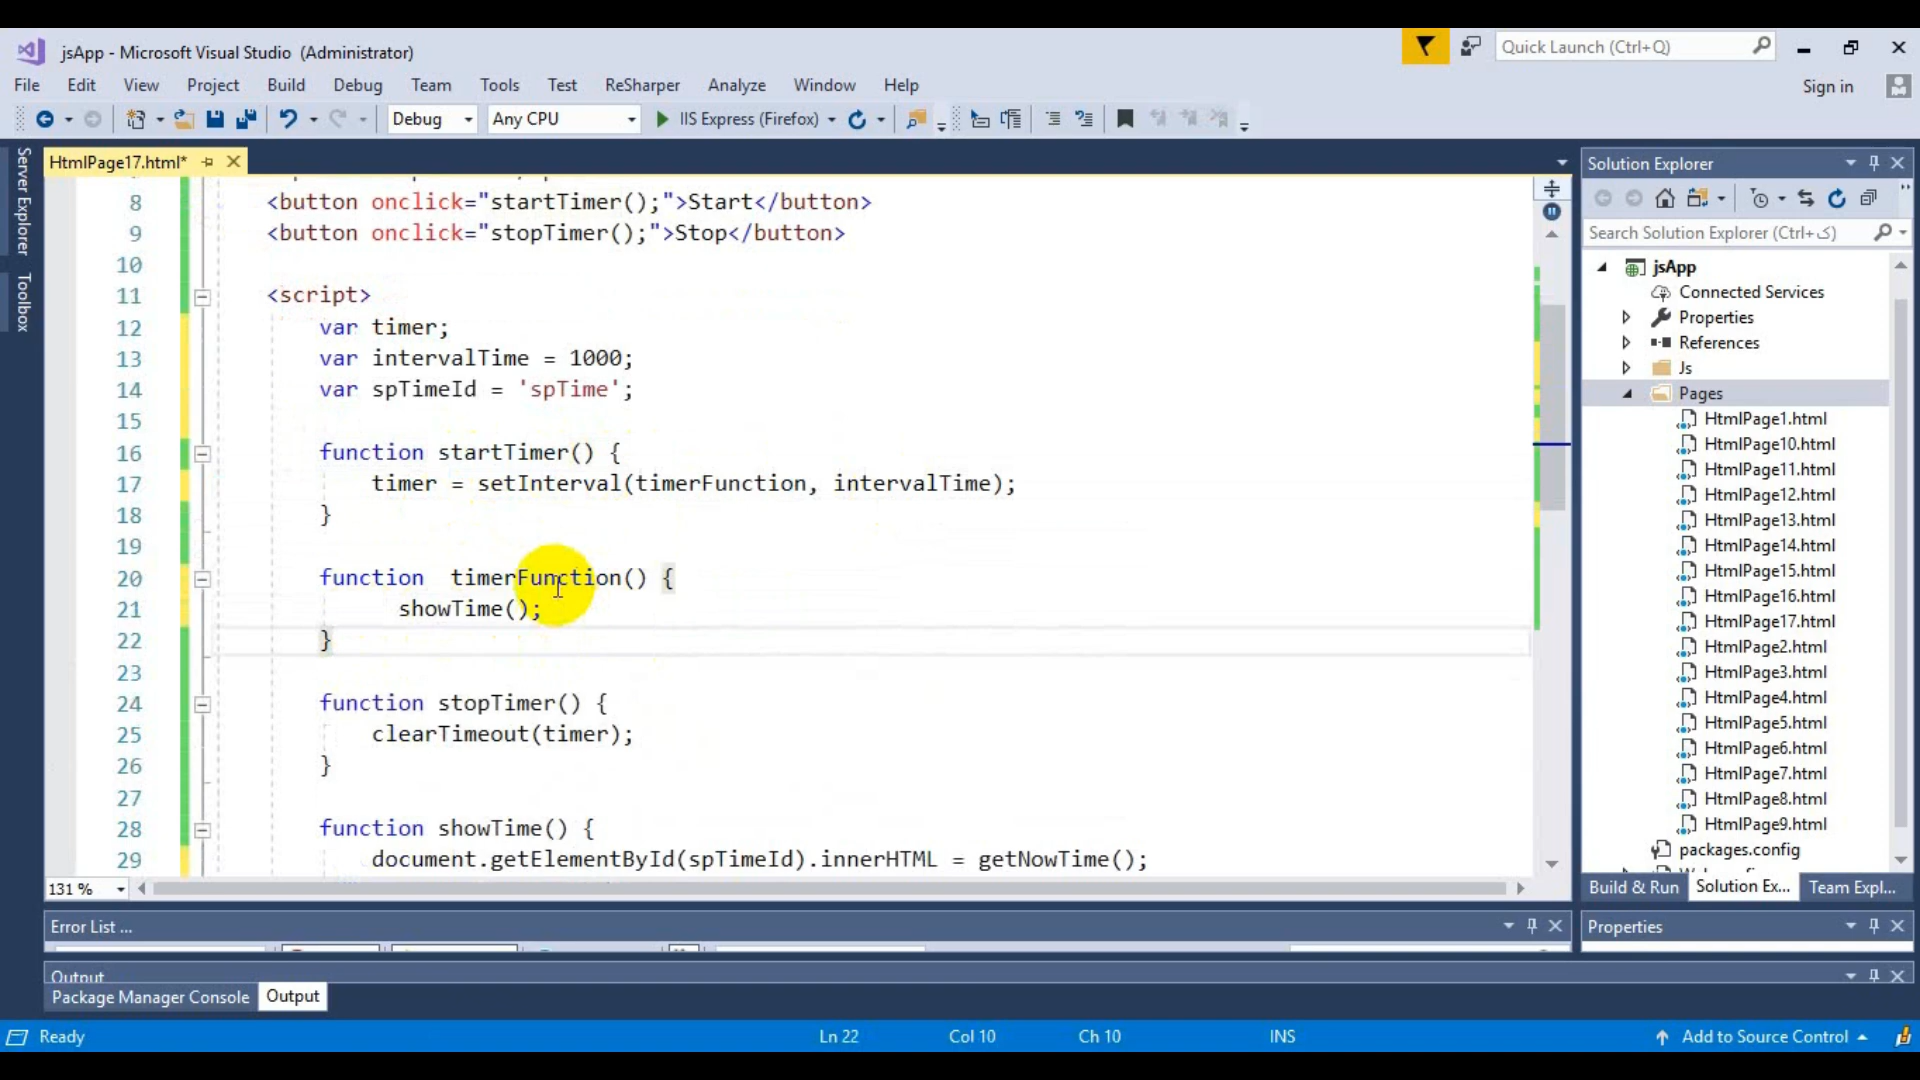 jsApp - Microsoft Visual Studio (Administrator)
Quick Launch (Ctrl+Q)
File Edit View Project Build Debug Team Tools Test ReSharper Analyze Window Help
Sign in
Debug Any CPU IIS Express (Firefox)
Server Explorer
Toolbox
HtmlPage17.html*
8 <button onclick="startTimer();">Start</button>
9 <button onclick="stopTimer();">Stop</button>
10
11 <script>
12 var timer;
13 var intervalTime = 1000;
14 var spTimeId = 'spTime';
15
16 function startTimer() {
17 timer = setInterval(timerFunction, intervalTime);
18 }
19
20 function  timerFunction() {
21 showTime();
22 }
23
24 function stopTimer() {
25 clearTimeout(timer);
26 }
27
28 function showTime() {
29 document.getElementById(spTimeId).innerHTML = getNowTime();
131 %
Solution Explorer
Search Solution Explorer (Ctrl+ک)
jsApp
Connected Services
Properties
References
Js
Pages
HtmlPage1.html
HtmlPage10.html
HtmlPage11.html
HtmlPage12.html
HtmlPage13.html
HtmlPage14.html
HtmlPage15.html
HtmlPage16.html
HtmlPage17.html
HtmlPage2.html
HtmlPage3.html
HtmlPage4.html
HtmlPage5.html
HtmlPage6.html
HtmlPage7.html
HtmlPage8.html
HtmlPage9.html
packages.config
Build & Run Solution Ex... Team Expl...
Error List ...
Properties
Output
Package Manager Console Output
Ready Ln 22 Col 10 Ch 10 INS Add to Source Control